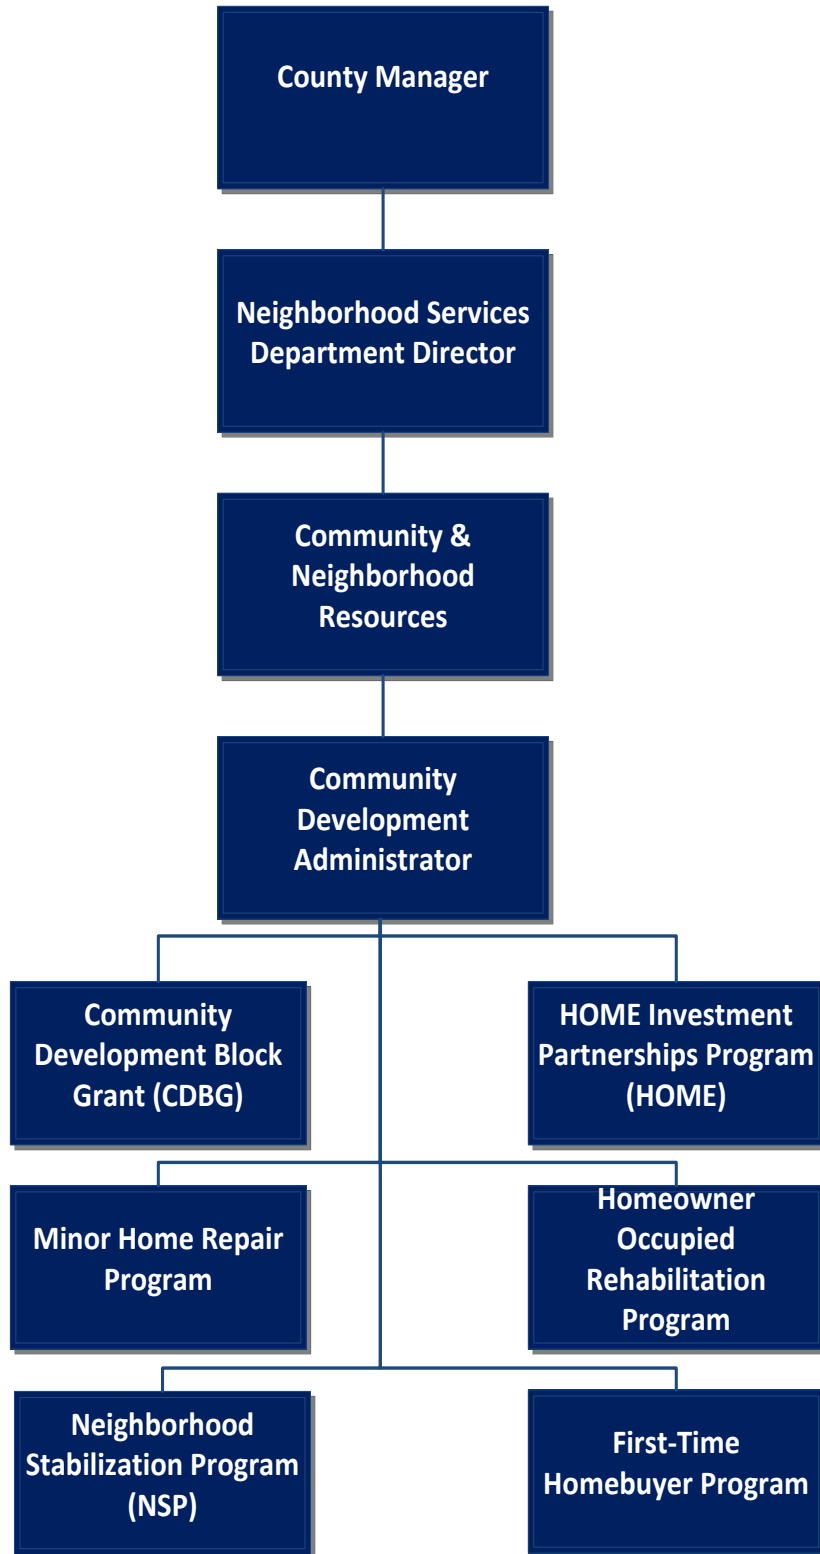 County Manager
Neighborhood Services
Department Director
Community &
Neighborhood
Resources
Community
Development
Administrator
Community
Development Block
Grant (CDBG)
HOME Investment
Partnerships Program
(HOME)
Minor Home Repair
Program
Homeowner
Occupied
Rehabilitation
Program
Neighborhood
Stabilization Program
(NSP)
First-Time
Homebuyer Program